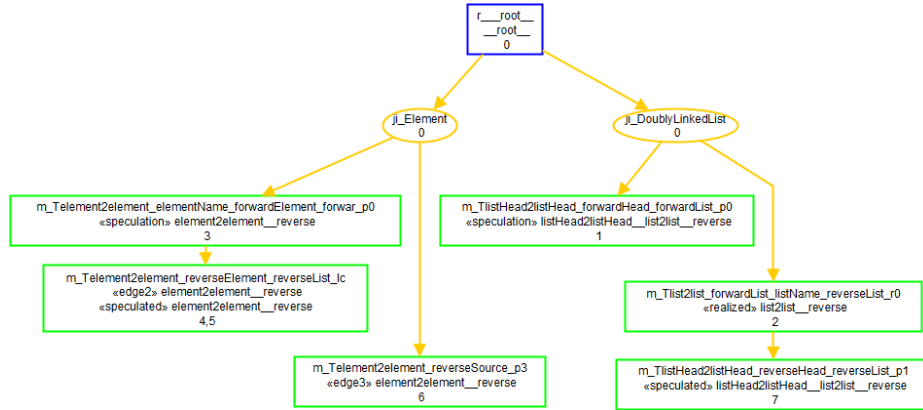 r___root__
__root__
0
ji_Element
0
ji_DoublyLinkedList
0
m_Telement2element_elementName_forwardElement_forwar_p0
«speculation» element2element__reverse
3
m_TlistHead2listHead_forwardHead_forwardList_p0
«speculation» listHead2listHead__list2list__reverse
1
m_Telement2element_reverseElement_reverseList_lc
«edge2» element2element__reverse
«speculated» element2element__reverse
4,5
m_Tlist2list_forwardList_listName_reverseList_r0
«realized» list2list__reverse
2
m_Telement2element_reverseSource_p3
«edge3» element2element__reverse
6
m_TlistHead2listHead_reverseHead_reverseList_p1
«speculated» listHead2listHead__list2list__reverse
7